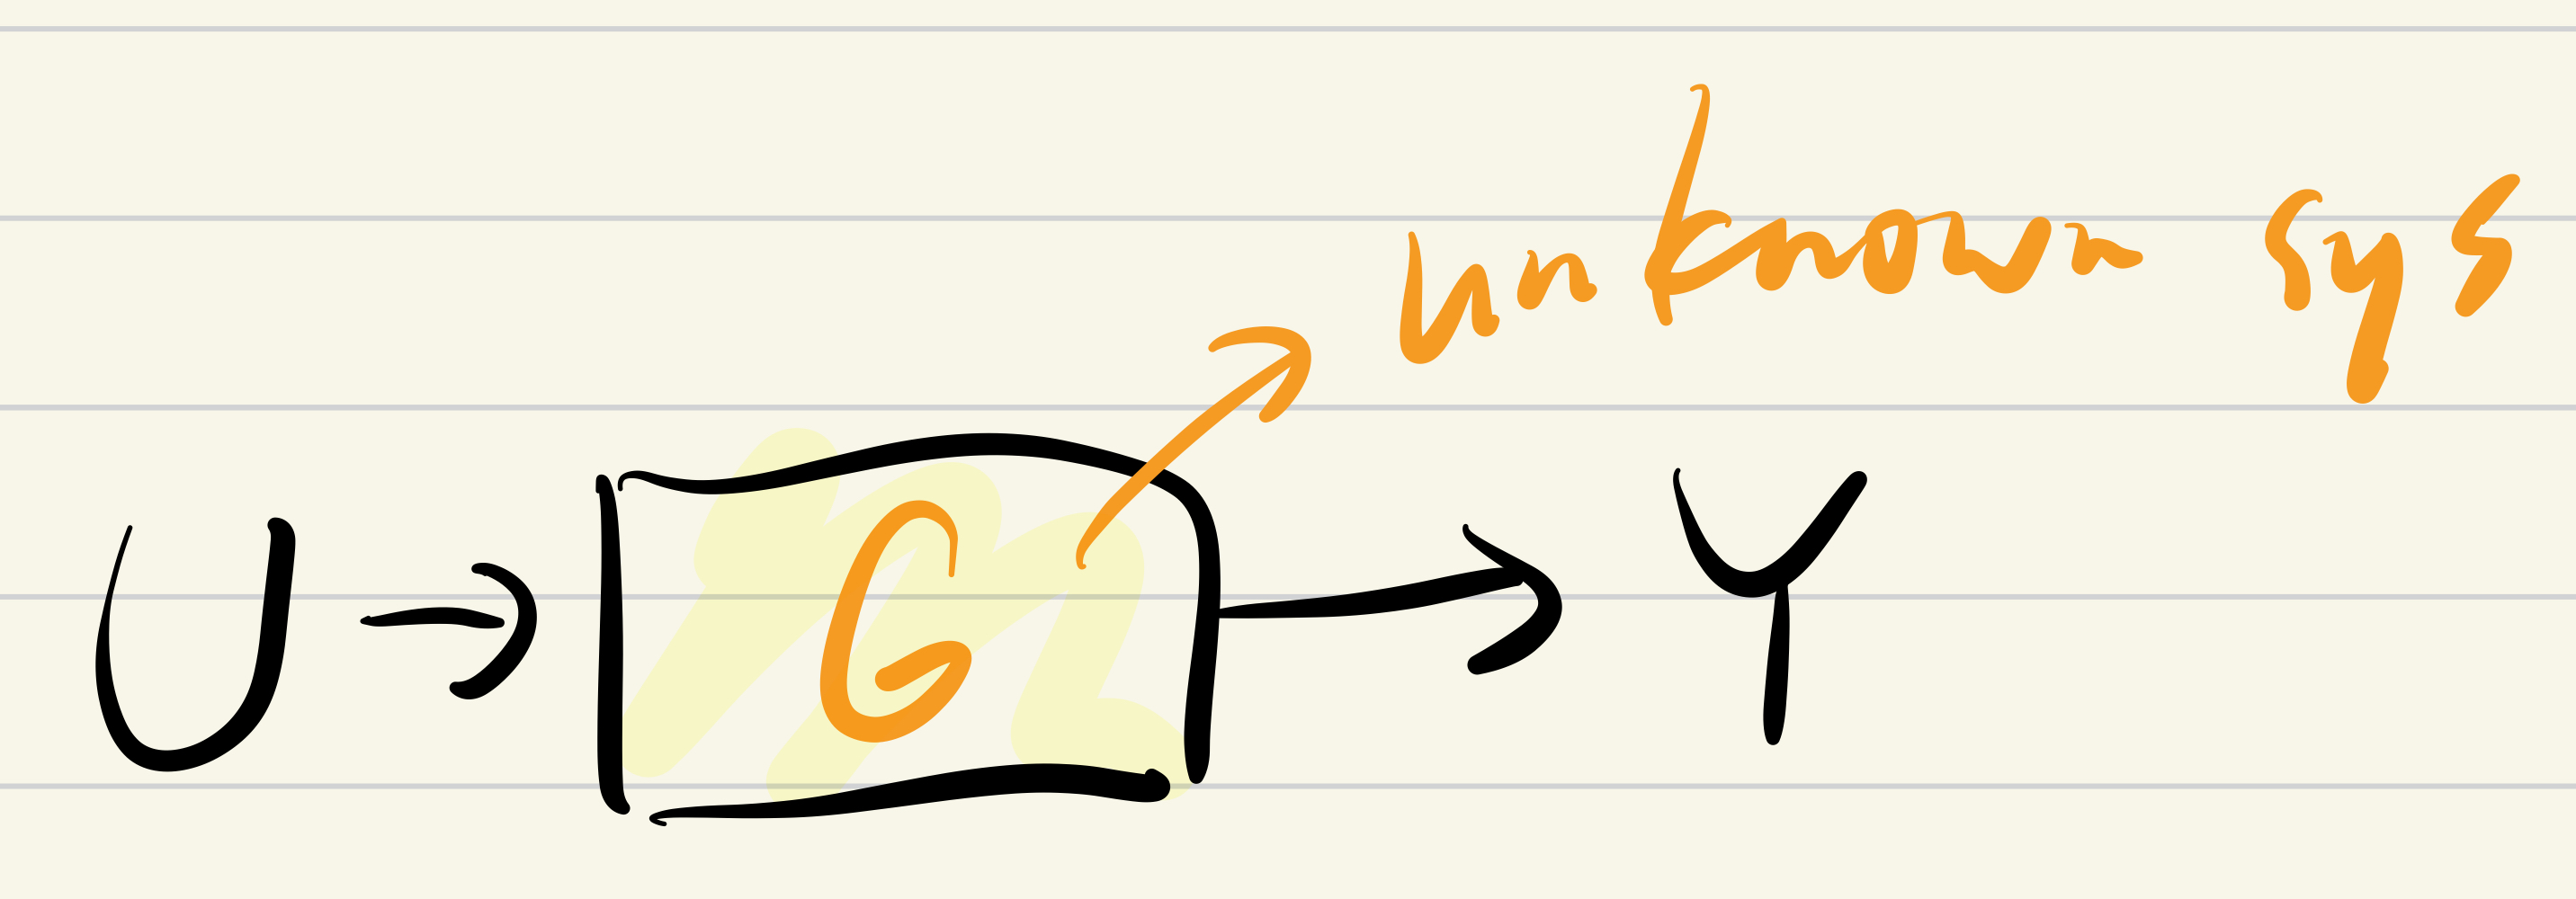 unknown sys
U → G → Y